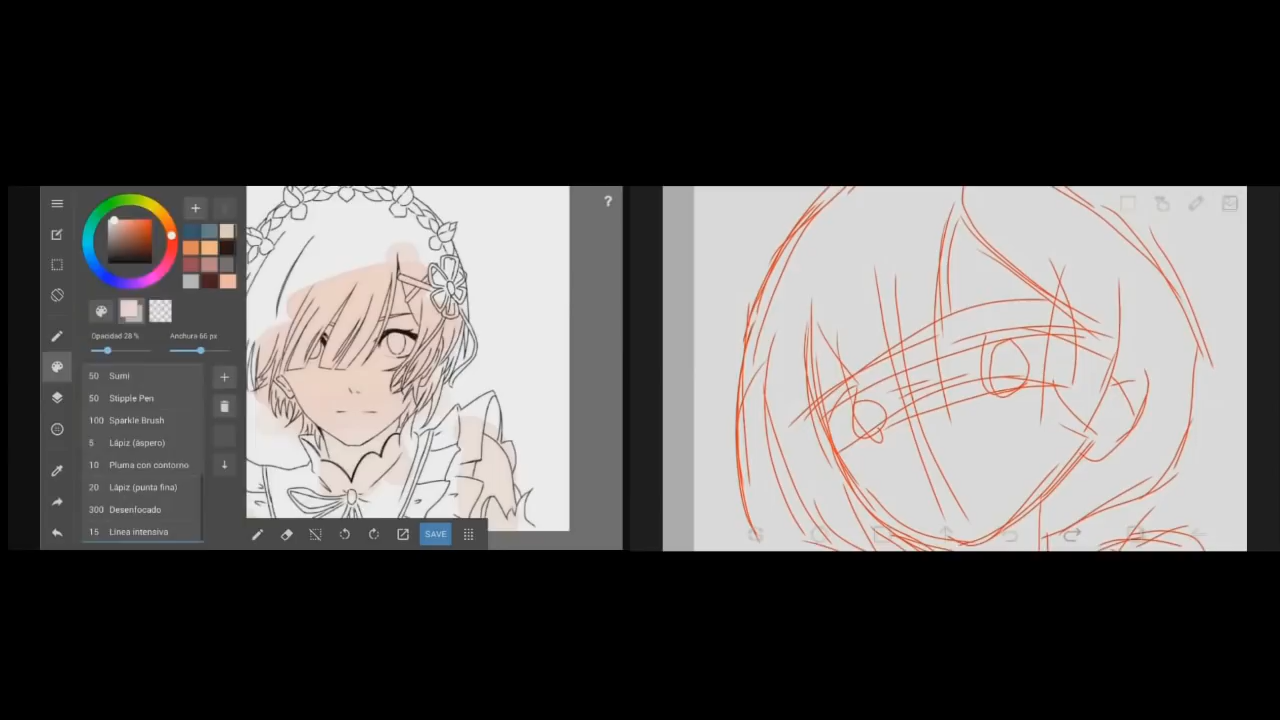 ?
Opacidad 28 %
Anchura 66 px
50 Sumi
50 Stipple Pen
100 Sparkle Brush
5 Lápiz (áspero)
10 Pluma con contorno
20 Lápiz (punta fina)
300 Desenfocado
15 Línea intensiva
SAVE